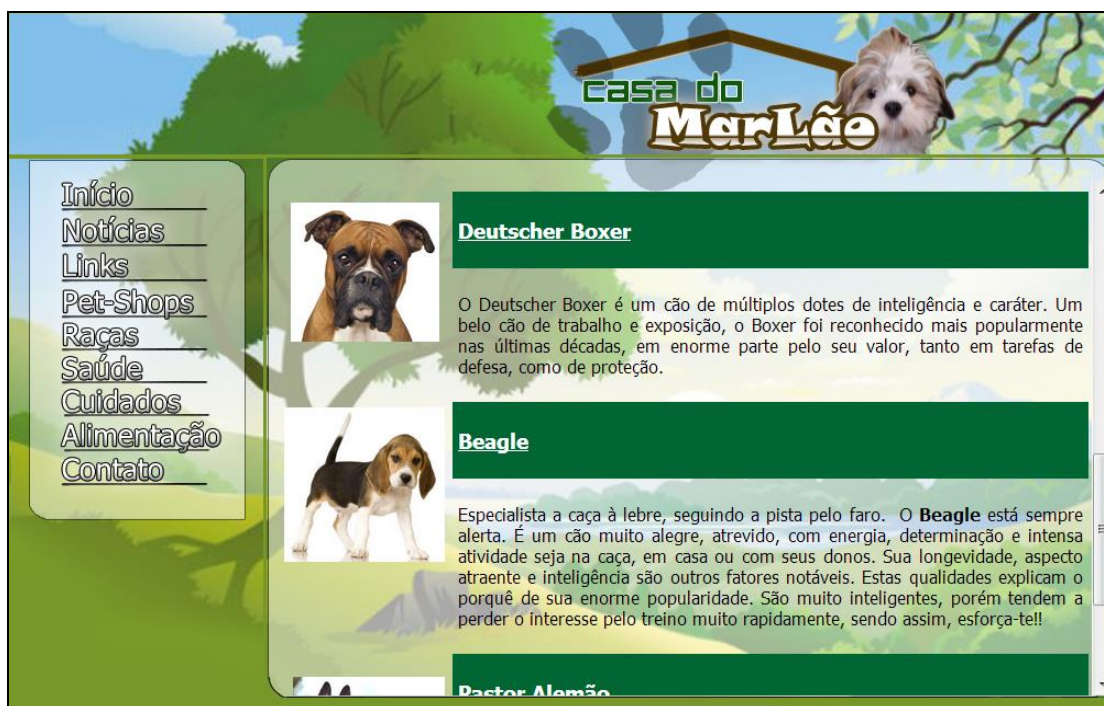 casa do
MarLão
Início
Notícias
Links
Pet-Shops
Raças
Saúde
Cuidados
Alimentação
Contato
Deutscher Boxer
O Deutscher Boxer é um cão de múltiplos dotes de inteligência e caráter. Um
belo cão de trabalho e exposição, o Boxer foi reconhecido mais popularmente
nas últimas décadas, em enorme parte pelo seu valor, tanto em tarefas de
defesa, como de proteção.
Beagle
Especialista a caça à lebre, seguindo a pista pelo faro. O Beagle está sempre
alerta. É um cão muito alegre, atrevido, com energia, determinação e intensa
atividade seja na caça, em casa ou com seus donos. Sua longevidade, aspecto
atraente e inteligência são outros fatores notáveis. Estas qualidades explicam o
porquê de sua enorme popularidade. São muito inteligentes, porém tendem a
perder o interesse pelo treino muito rapidamente, sendo assim, esforça-te!!
Pastor Alemão